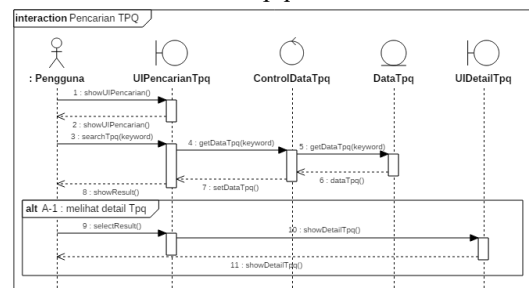 interaction Pencarian TPQ
: Pengguna
UIPencarianTpq
ControlDataTpq
DataTpq
UIDetailTpq
1 : showUIPencarian()
2 : showUIPencarian()
3 : searchTpq(keyword)
4 : getDataTpq(keyword)
5 : getDataTpq(keyword)
6 : dataTpq()
7 : setDataTpq()
8 : showResult()
alt A-1 : melihat detail Tpq
9 : selectResult()
10 : showDetailTpq()
11 : showDetailTpq()